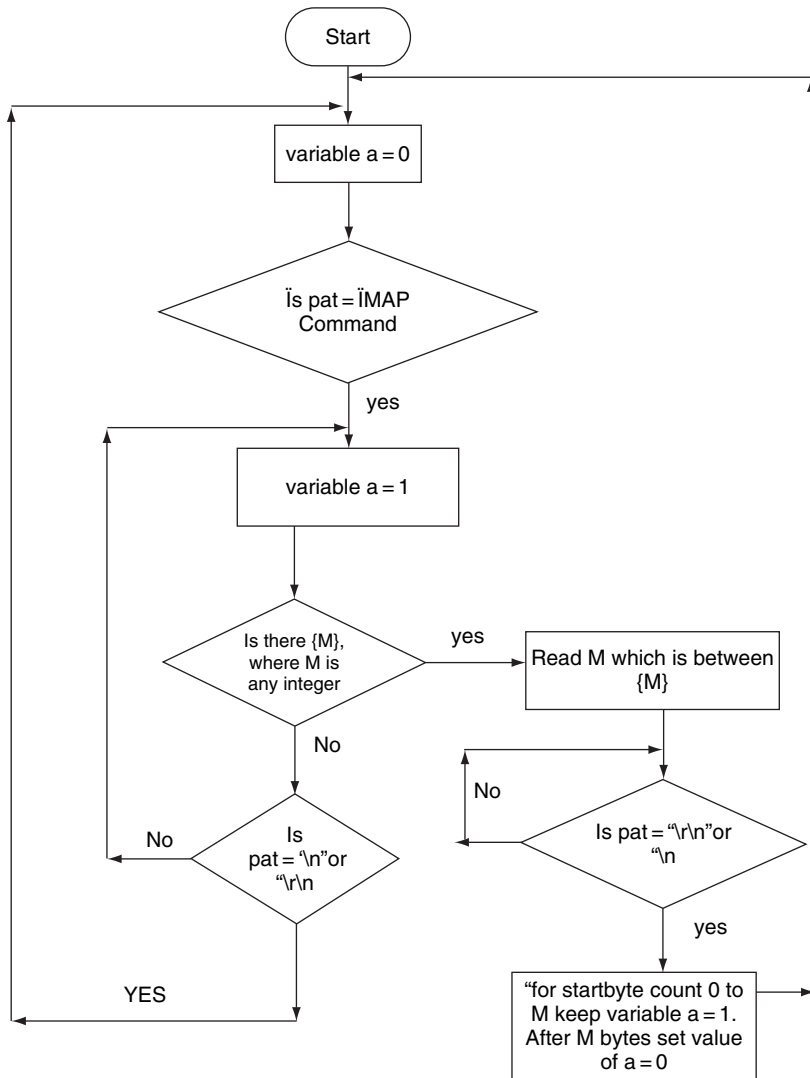 Start
variable a = 0
Ïs pat = ÏMAP
Command
yes
variable a = 1
Is there {M},
where M is
any integer
yes
Read M which is between
{M}
No
No
Is pat = “\r\n”or
“\n
No
Is
pat = ‘\n”or
“\r\n
yes
YES
“for startbyte count 0 to
M keep variable a = 1.
After M bytes set value
of a = 0